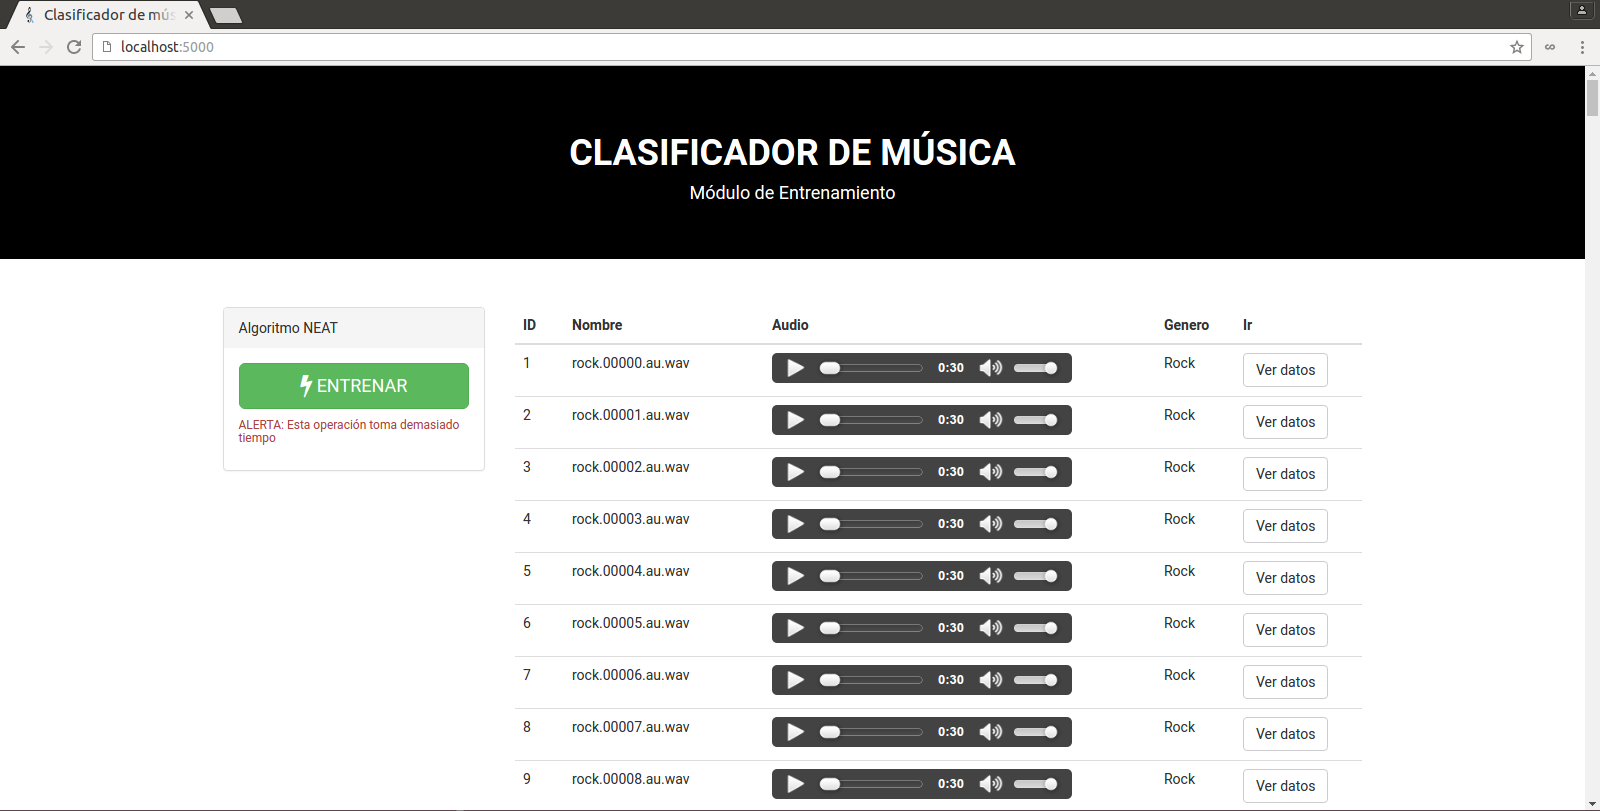 Clasificador de mús
localhost:5000
CLASIFICADOR DE MÚSICA
Módulo de Entrenamiento
Algoritmo NEAT
ENTRENAR
ALERTA: Esta operación toma demasiado
tiempo
ID Nombre Audio Genero Ir
1 rock.00000.au.wav 0:30 Rock Ver datos
2 rock.00001.au.wav 0:30 Rock Ver datos
3 rock.00002.au.wav 0:30 Rock Ver datos
4 rock.00003.au.wav 0:30 Rock Ver datos
5 rock.00004.au.wav 0:30 Rock Ver datos
6 rock.00005.au.wav 0:30 Rock Ver datos
7 rock.00006.au.wav 0:30 Rock Ver datos
8 rock.00007.au.wav 0:30 Rock Ver datos
9 rock.00008.au.wav 0:30 Rock Ver datos